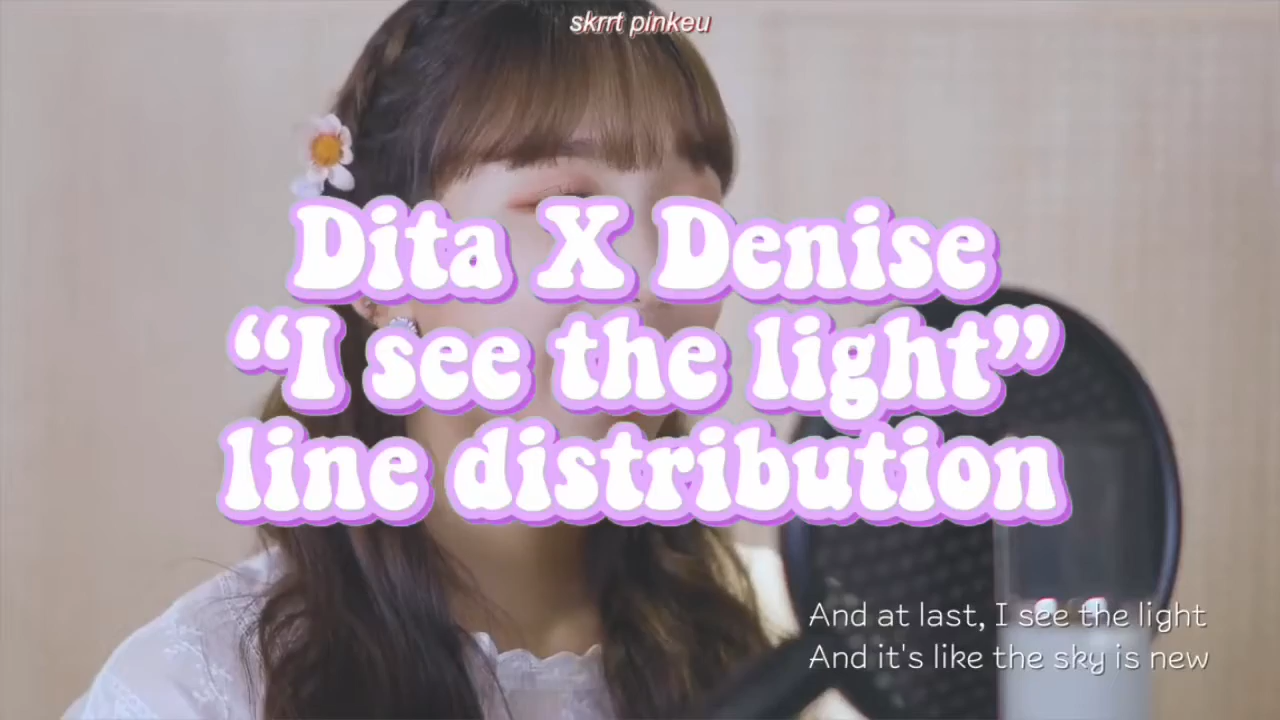 skrrt pinkeu
Dita X Denise
“I see the light”
line distribution
And at last, I see the light
And it's like the sky is new